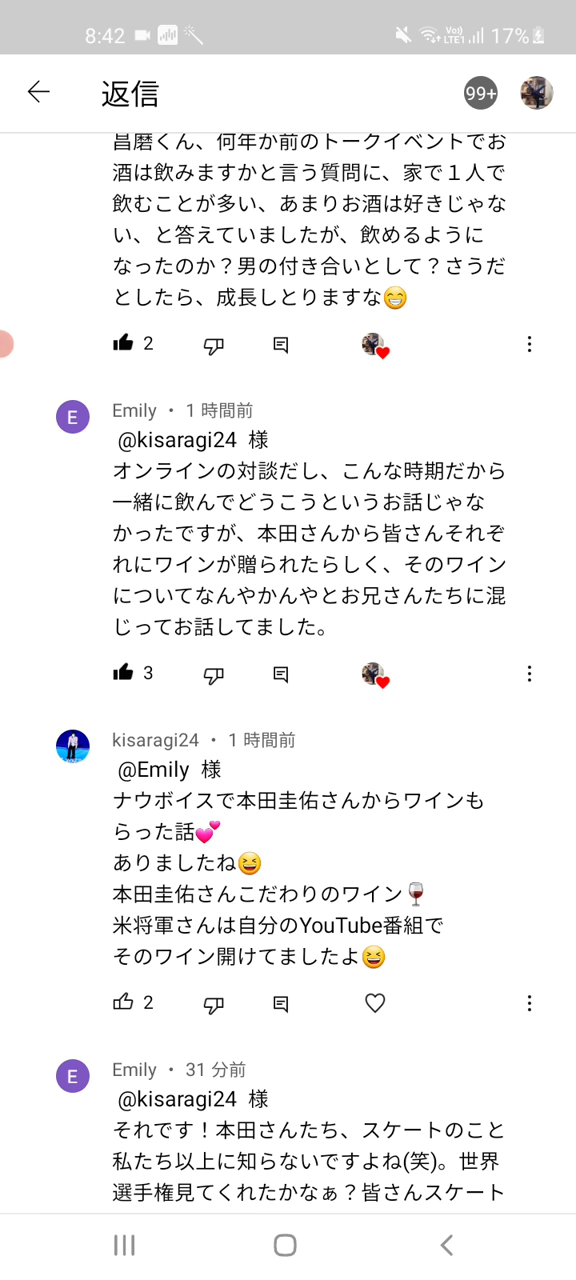 8:42
Vo)) LTE1 17%
返信
99+
昌磨くん、何年か前のトークイベントでお
酒は飲みますかと言う質問に、家で１人で
飲むことが多い、あまりお酒は好きじゃな
い、と答えていましたが、飲めるように
なったのか？男の付き合いとして？さうだ
としたら、成長しとりますな😁
2
E
Emily ・ 1 時間前
@kisaragi24 様
オンラインの対談だし、こんな時期だから
一緒に飲んでどうこうというお話じゃな
かったですが、本田さんから皆さんそれぞ
れにワインが贈られたらしく、そのワイン
についてなんやかんやとお兄さんたちに混
じってお話してました。
3
kisaragi24 ・ 1 時間前
@Emily 様
ナウボイスで本田圭佑さんからワインも
らった話💕
ありましたね😆
本田圭佑さんこだわりのワイン🍷
米将軍さんは自分のYouTube番組で
そのワイン開けてましたよ😆
2
E
Emily ・ 31 分前
@kisaragi24 様
それです！本田さんたち、スケートのこと
私たち以上に知らないですよね(笑)。世界
選手権見てくれたかなぁ？皆さんスケート